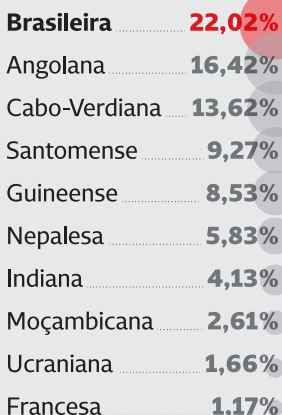 Brasileira 22,02%
Angolana 16,42%
Cabo-Verdiana 13,62%
Santomense 9,27%
Guineense 8,53%
Nepalesa 5,83%
Indiana 4,13%
Moçambicana 2,61%
Ucraniana 1,66%
Francesa 1,17%